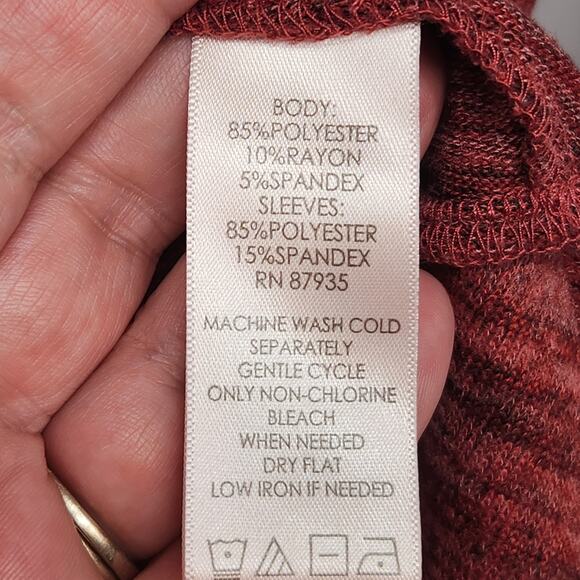 BODY:
85%POLYESTER
10%RAYON
5%SPANDEX
SLEEVES:
85%POLYESTER
15%SPANDEX
RN 87935
MACHINE WASH COLD
SEPARATELY
GENTLE CYCLE
ONLY NON-CHLORINE
BLEACH
WHEN NEEDED
DRY FLAT
LOW IRON IF NEEDED